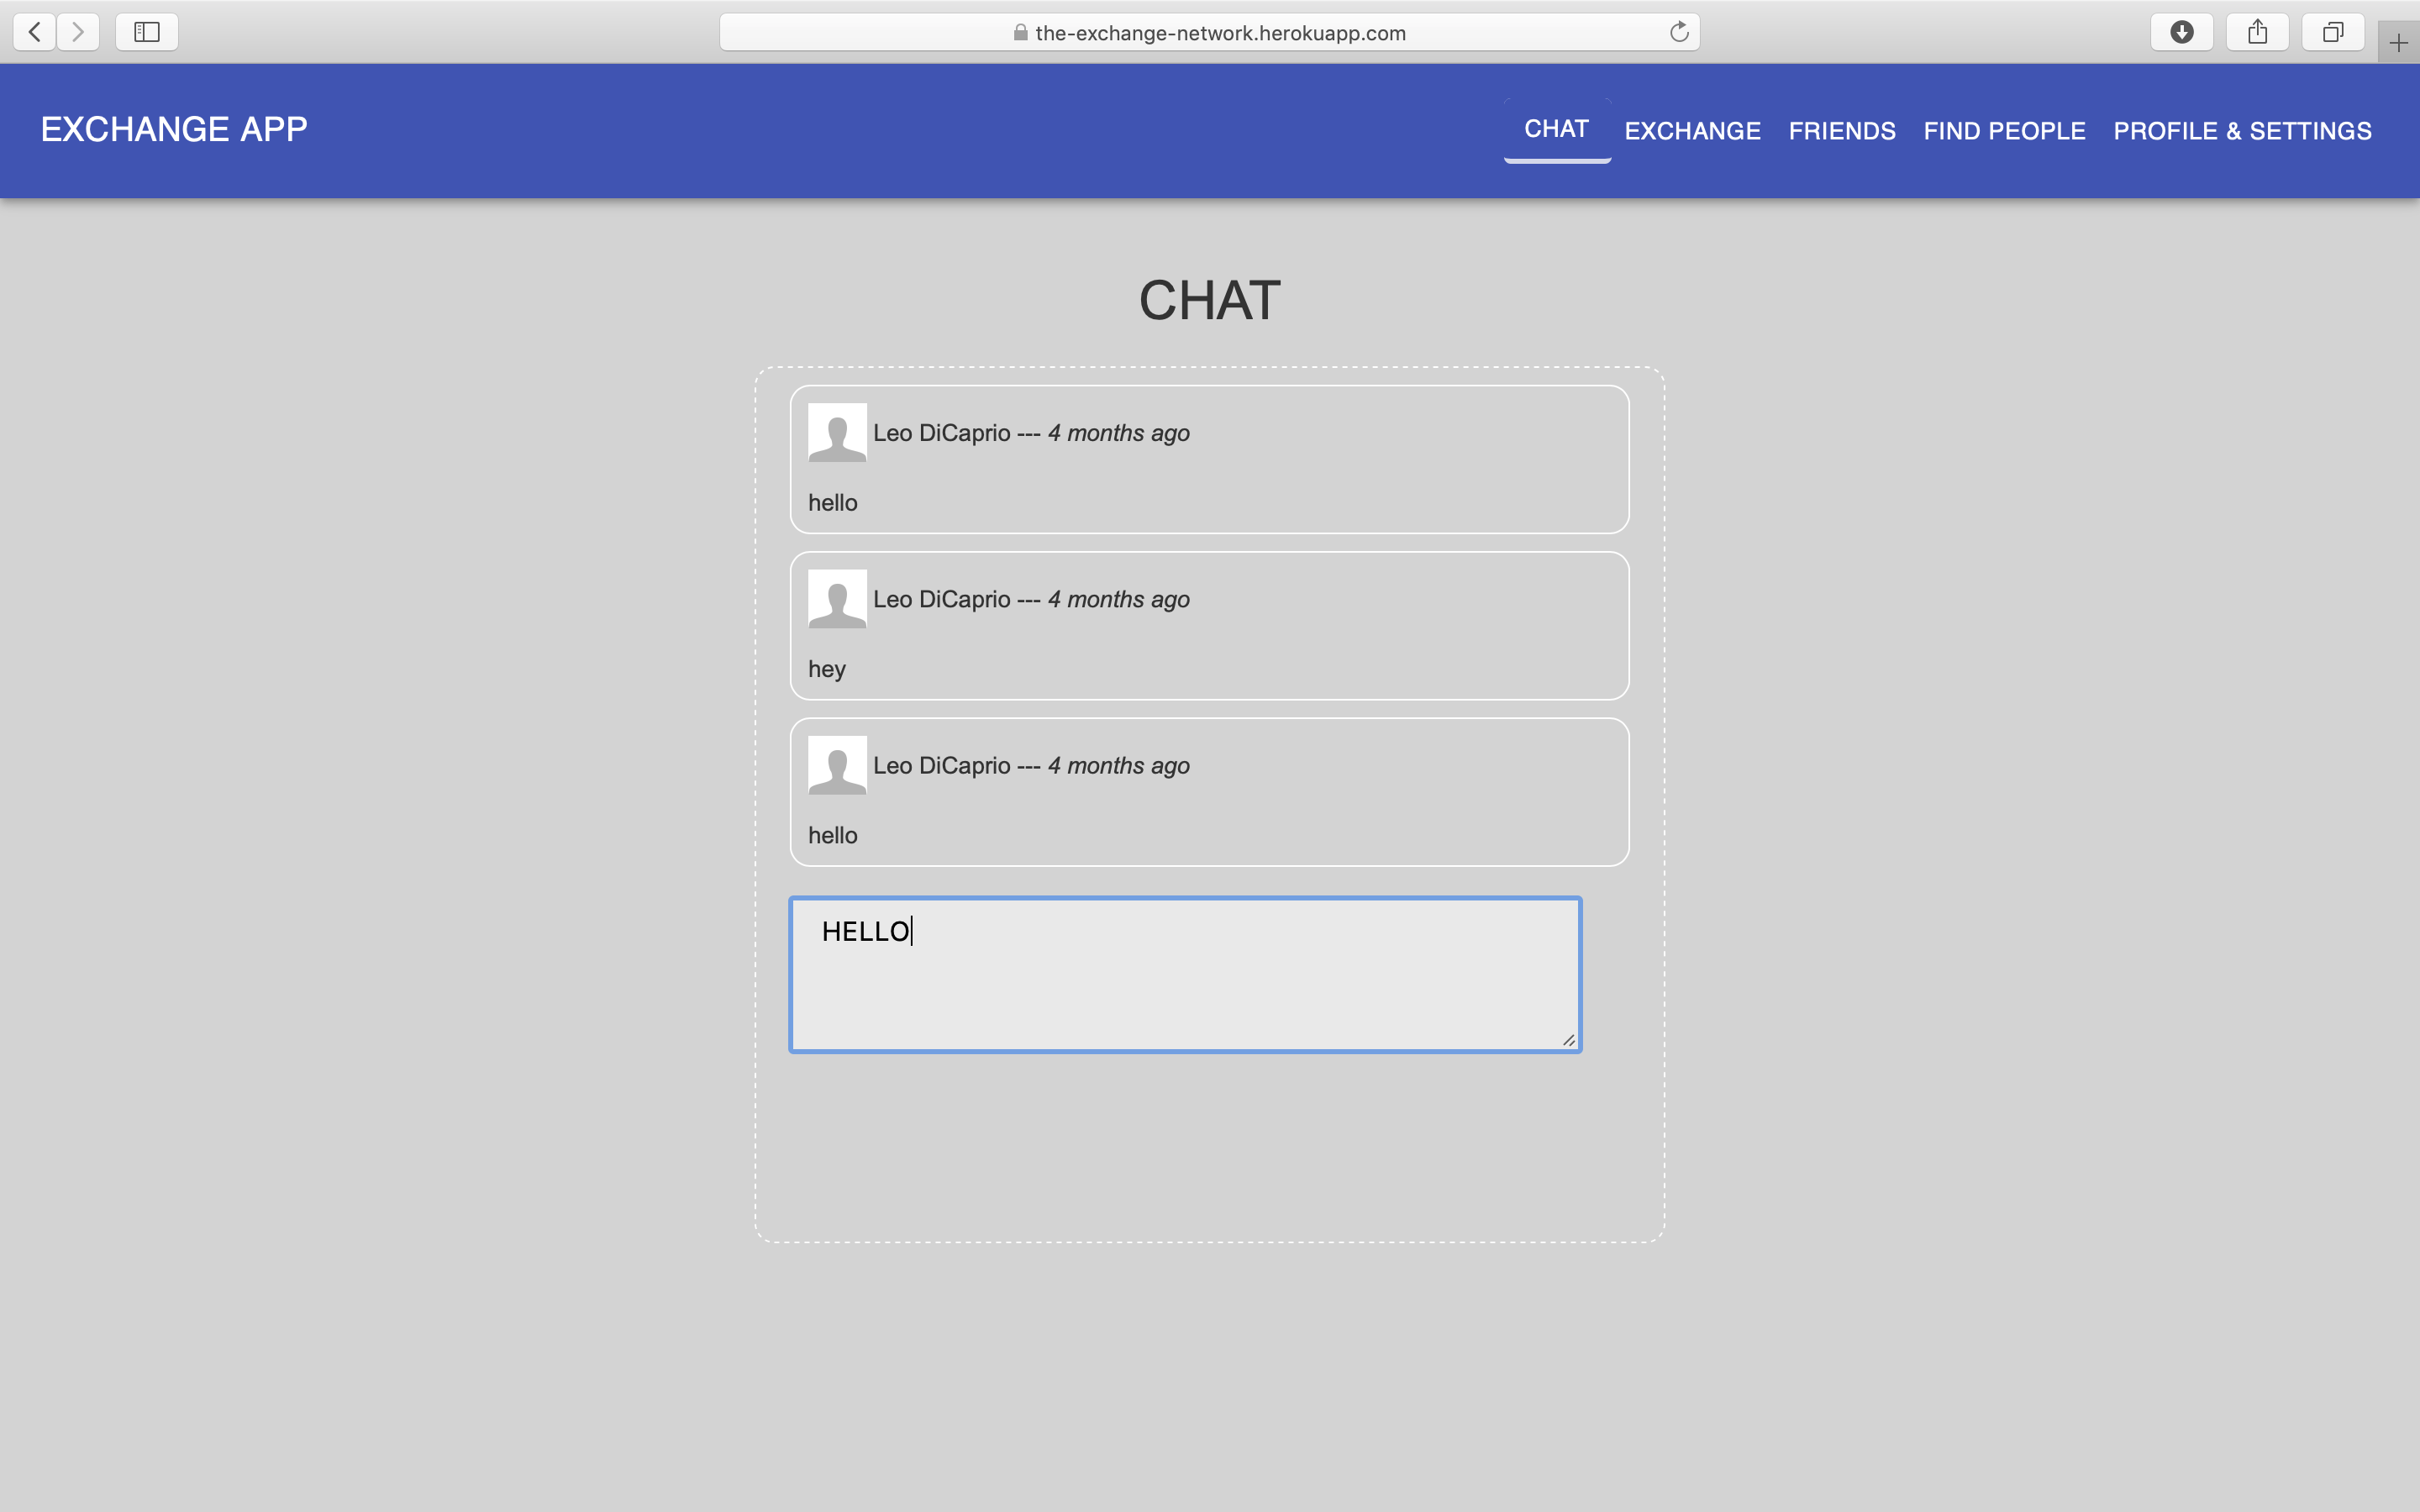 the-exchange-network.herokuapp.com
EXCHANGE APP
CHAT EXCHANGE FRIENDS FIND PEOPLE PROFILE & SETTINGS
CHAT
Leo DiCaprio --- 4 months ago
hello
Leo DiCaprio --- 4 months ago
hey
Leo DiCaprio --- 4 months ago
hello
HELLO